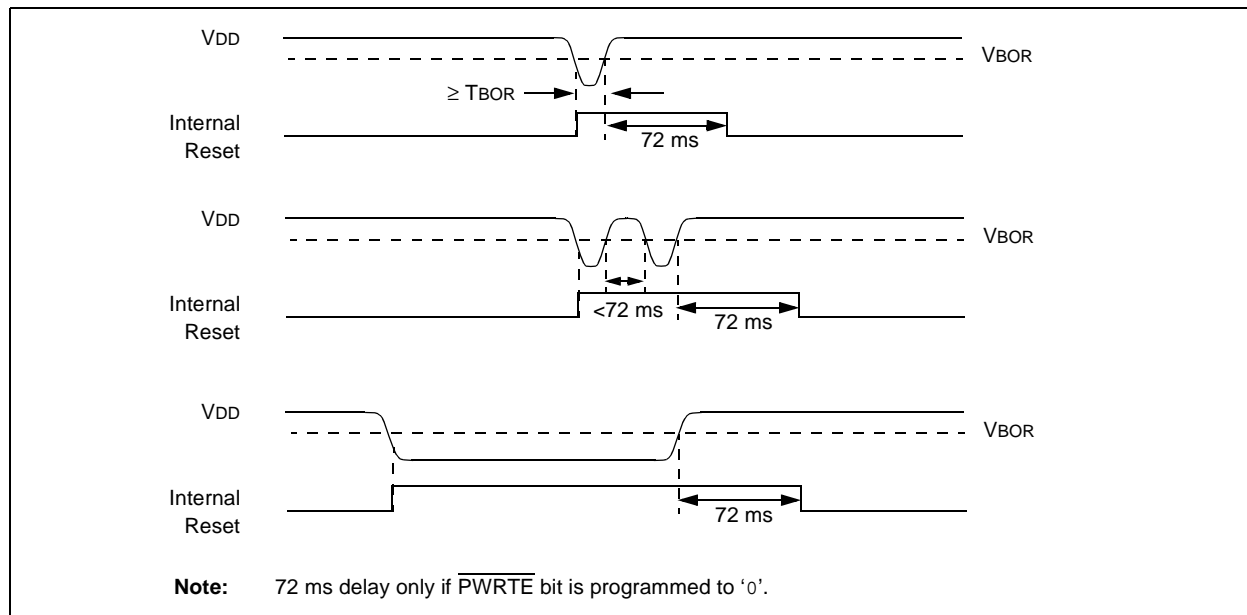 VDD
VBOR
≥ TBOR
Internal
Reset
72 ms
VDD
VBOR
Internal
Reset
<72 ms
72 ms
VDD
VBOR
Internal
Reset
72 ms
Note: 72 ms delay only if PWRTE bit is programmed to ‘0’.